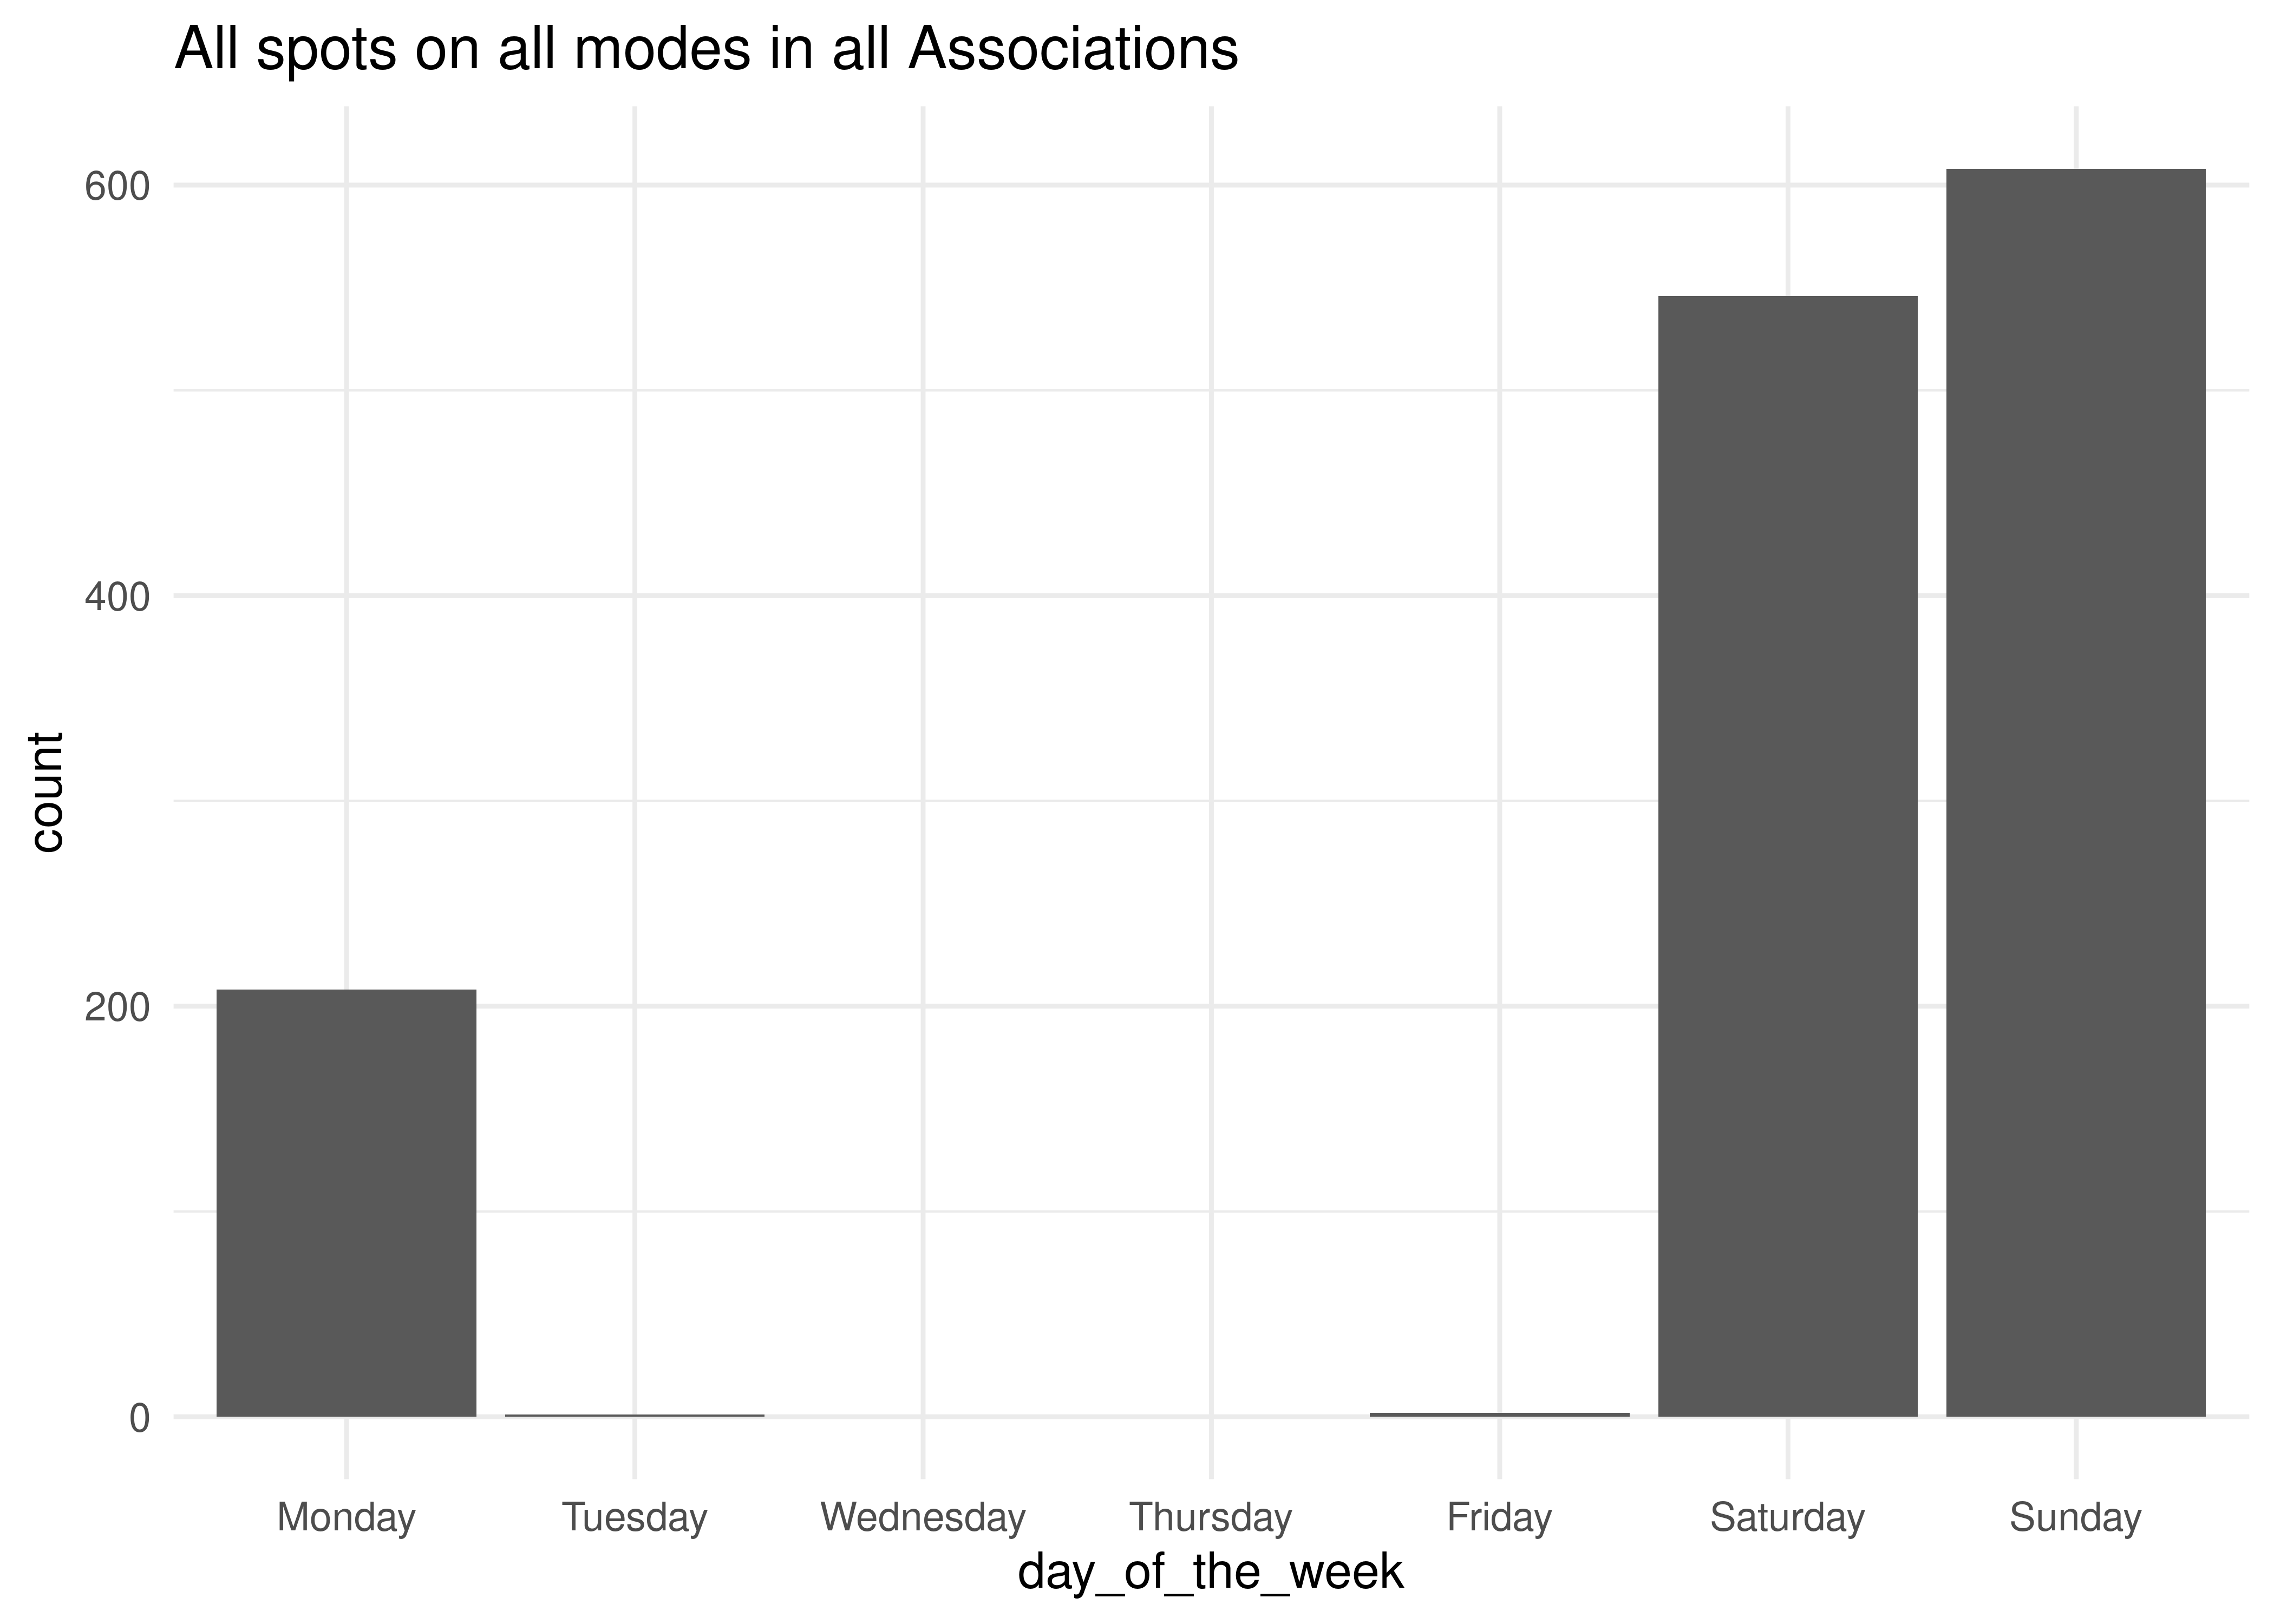 All spots on all modes in all Associations
600
400
200
0
count
Monday Tuesday Wednesday Thursday Friday Saturday Sunday
day_of_the_week